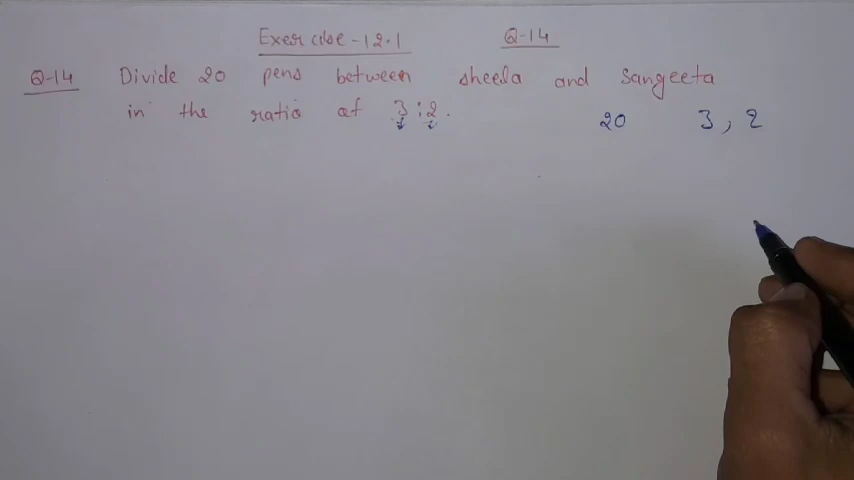 Exercise-12.1 Q-14
Q-14 Divide 20 pens between sheela and Sangeeta
in the ratio of 3:2.
20 3, 2